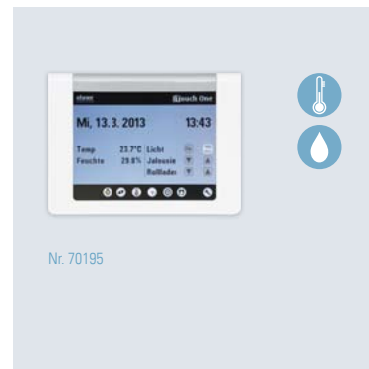 elsner Touch One
Mi, 13.3. 2013 13:43
Temp 23.7°C Licht
Feuchte 29.8% Jalousie
Rollladen
Nr. 70195